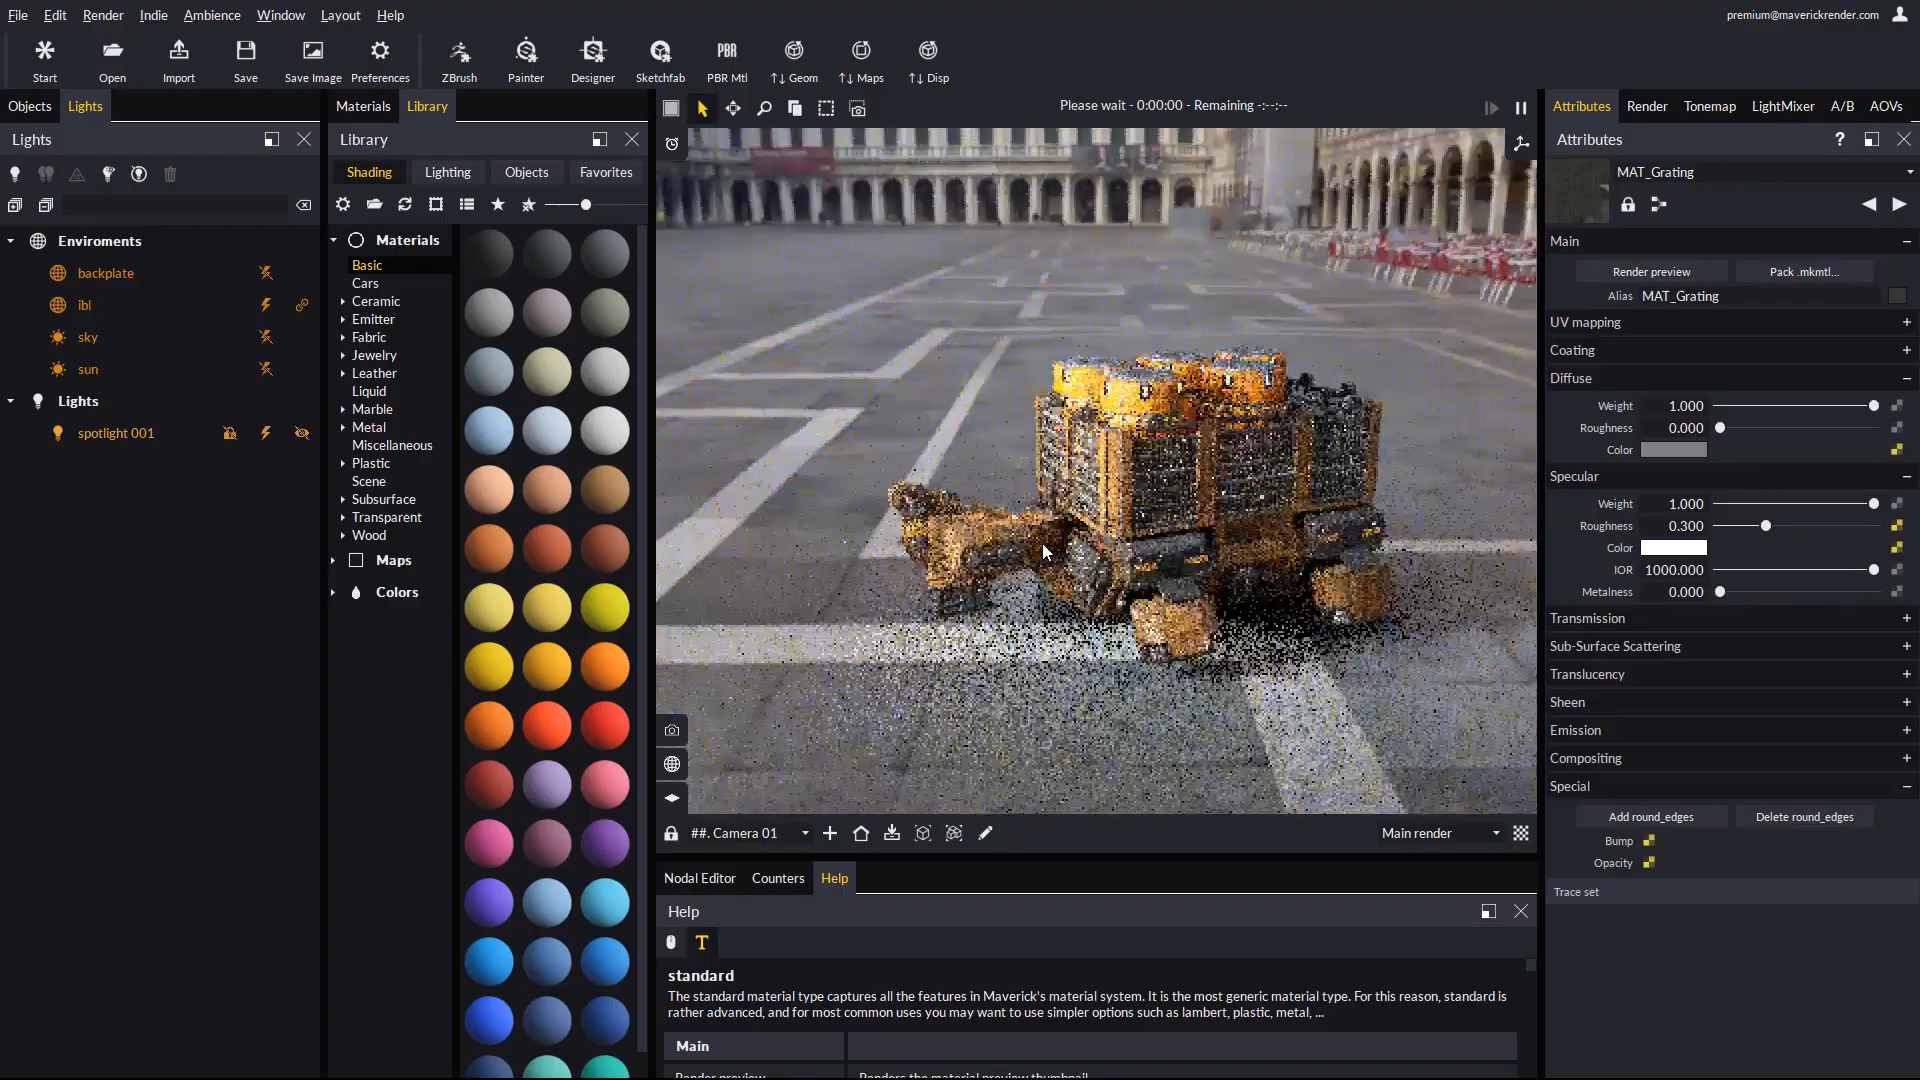 File Edit Render Indie Ambience Window Layout Help
premium@maverickrender.com
Start Open Import Save Save Image Preferences ZBrush Painter Designer Sketchfab PBR Mtl ↑↓ Geom ↑↓ Maps ↑↓ Disp
PBR
Objects Lights
Lights
Enviroments
backplate
ibl
sky
sun
Lights
spotlight 001
Materials Library
Library
Shading Lighting Objects Favorites
Materials
Basic
Cars
Ceramic
Emitter
Fabric
Jewelry
Leather
Liquid
Marble
Metal
Miscellaneous
Plastic
Scene
Subsurface
Transparent
Wood
Maps
Colors
Please wait - 0:00:00 - Remaining -:--:--
##. Camera 01
Main render
Nodal Editor Counters Help
Help
T
standard
The standard material type captures all the features in Maverick's material system. It is the most generic material type. For this reason, standard is
rather advanced, and for most common uses you may want to use simpler options such as lambert, plastic, metal, ...
Main
Render preview Renders the material preview thumbnail
Attributes Render Tonemap LightMixer A/B AOVs
Attributes ?
MAT_Grating
Main −
Render preview Pack .mkmtl...
Alias MAT_Grating
UV mapping +
Coating +
Diffuse −
Weight 1.000
Roughness 0.000
Color
Specular −
Weight 1.000
Roughness 0.300
Color
IOR 1000.000
Metalness 0.000
Transmission +
Sub-Surface Scattering +
Translucency +
Sheen +
Emission +
Compositing +
Special −
Add round_edges Delete round_edges
Bump
Opacity
Trace set